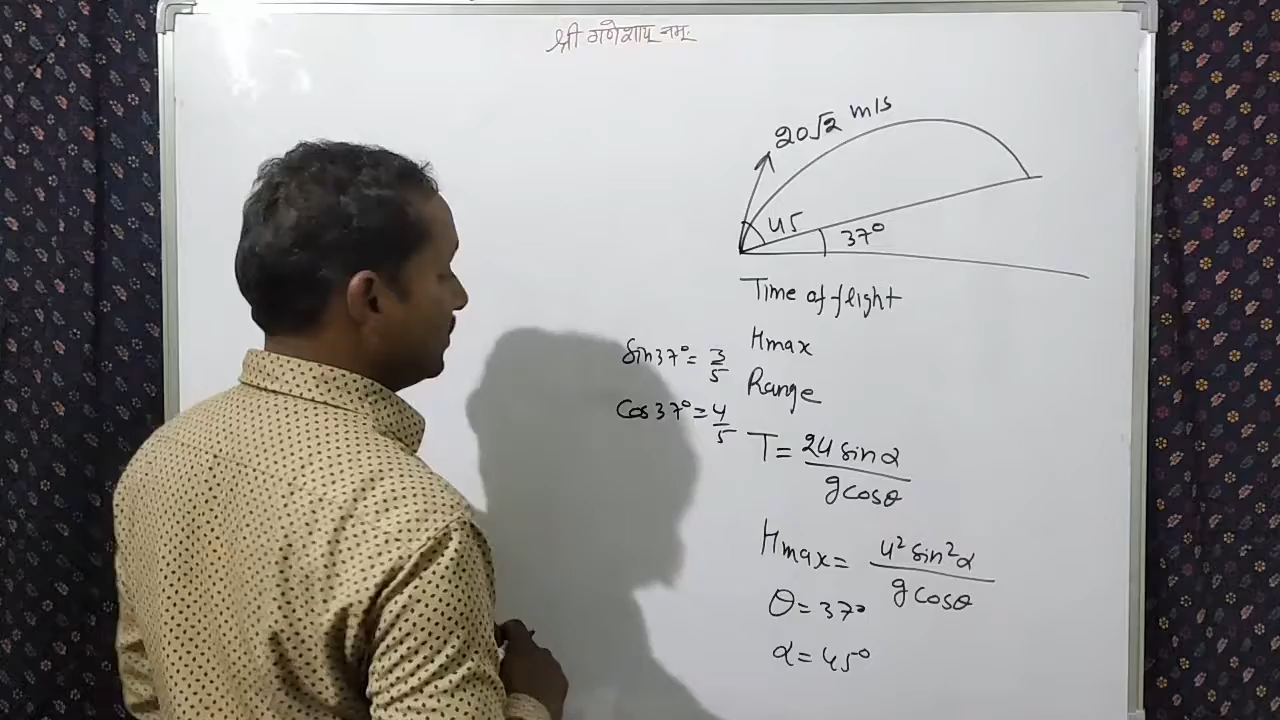 श्री गणेशाय नमः
20√2 m/s
45
37°
Time of flight
Hmax
Range
Sin37° = 3/5
Cos37° = 4/5
T = 2u sinα / g cosθ
Hmax = u² sin²α / g cosθ
θ = 37°
α = 45°